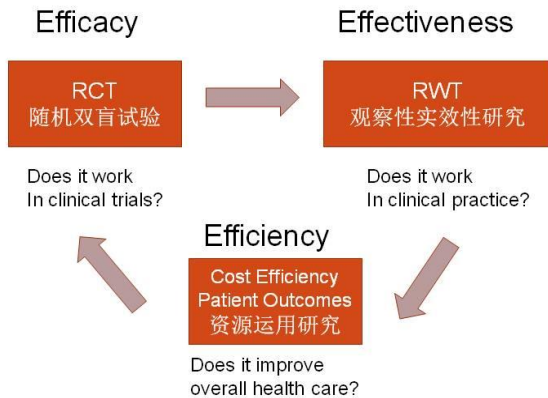 Efficacy
Effectiveness
RCT
随机双盲试验
RWT
观察性实效性研究
Does it work
In clinical trials?
Does it work
In clinical practice?
Efficiency
Cost Efficiency
Patient Outcomes
资源运用研究
Does it improve
overall health care?